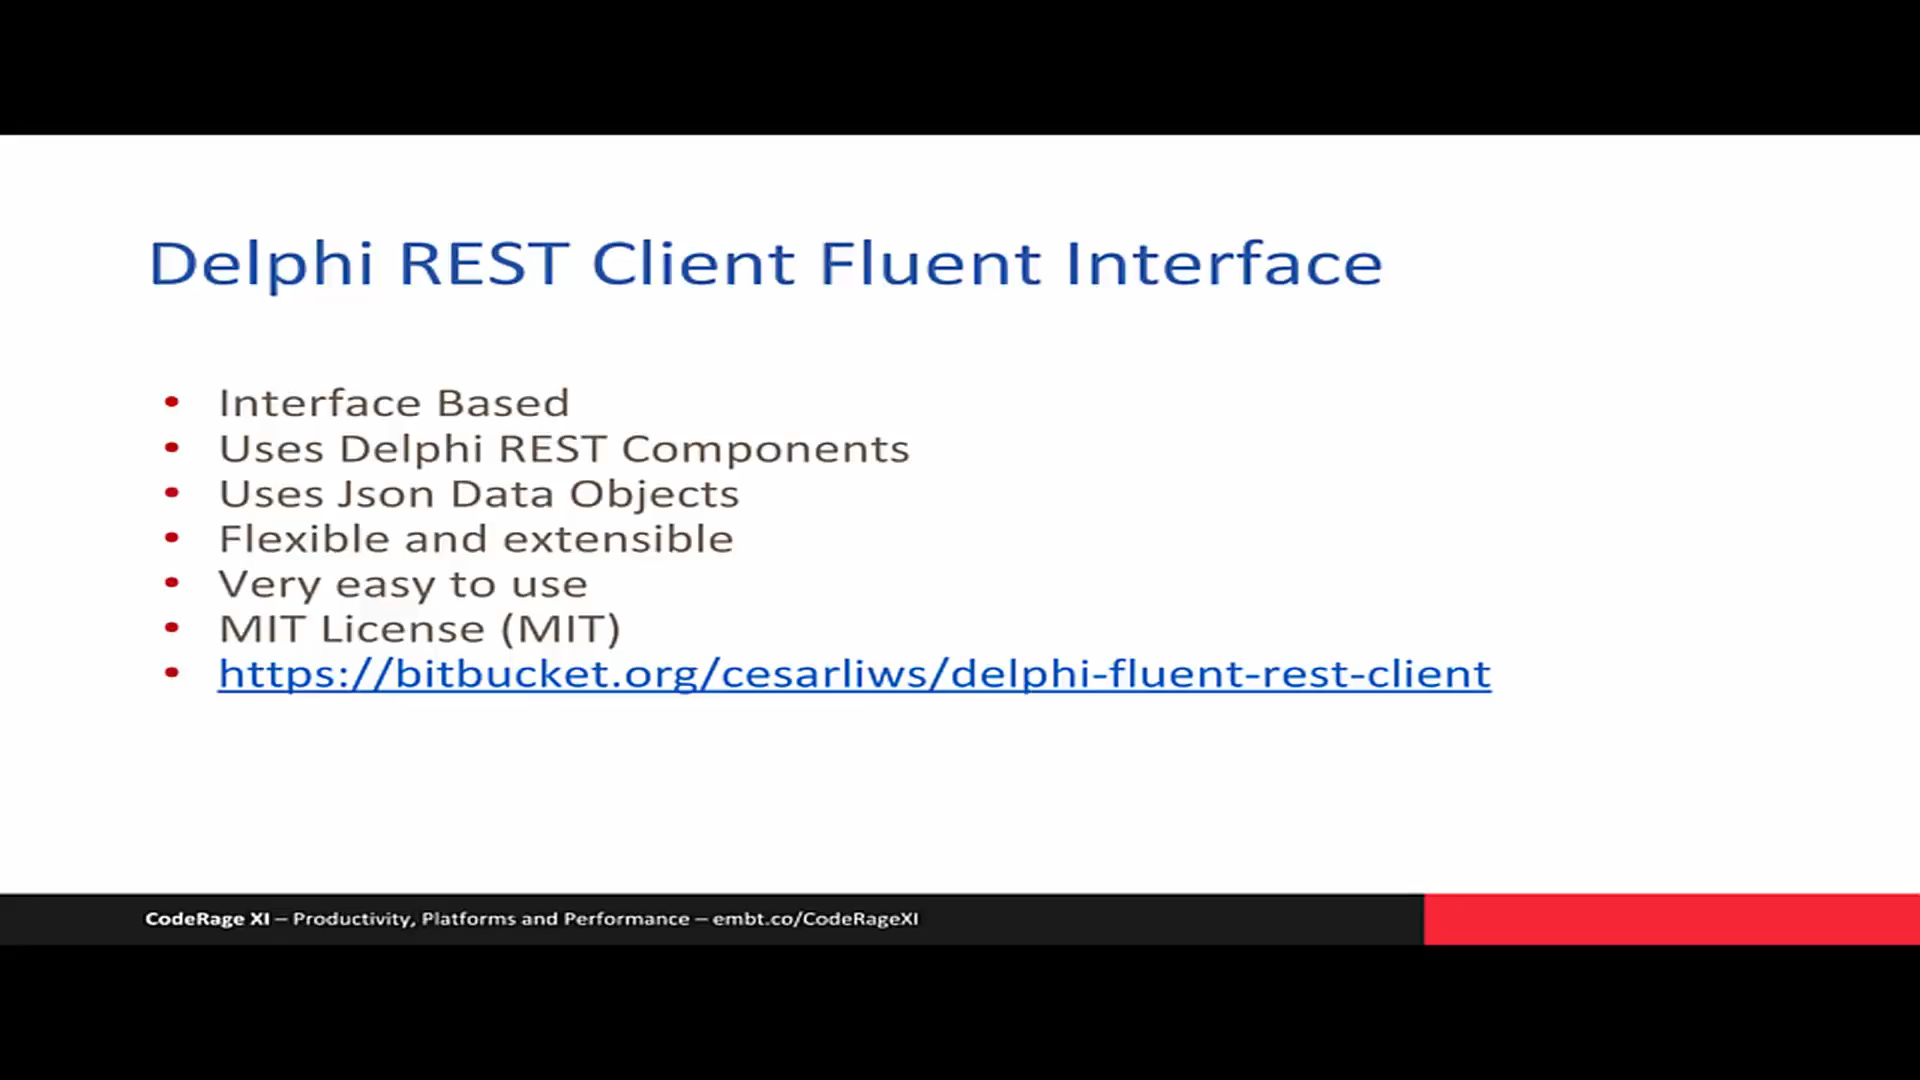 Delphi REST Client Fluent Interface
• Interface Based
• Uses Delphi REST Components
• Uses Json Data Objects
• Flexible and extensible
• Very easy to use
• MIT License (MIT)
• https://bitbucket.org/cesarliws/delphi-fluent-rest-client
CodeRage XI – Productivity, Platforms and Performance – embt.co/CodeRageXI